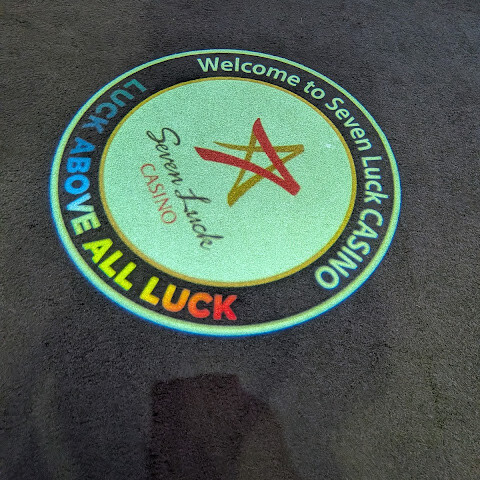 Welcome to Seven Luck CASINO
Seven Luck
CASINO
LUCK ABOVE ALL LUCK